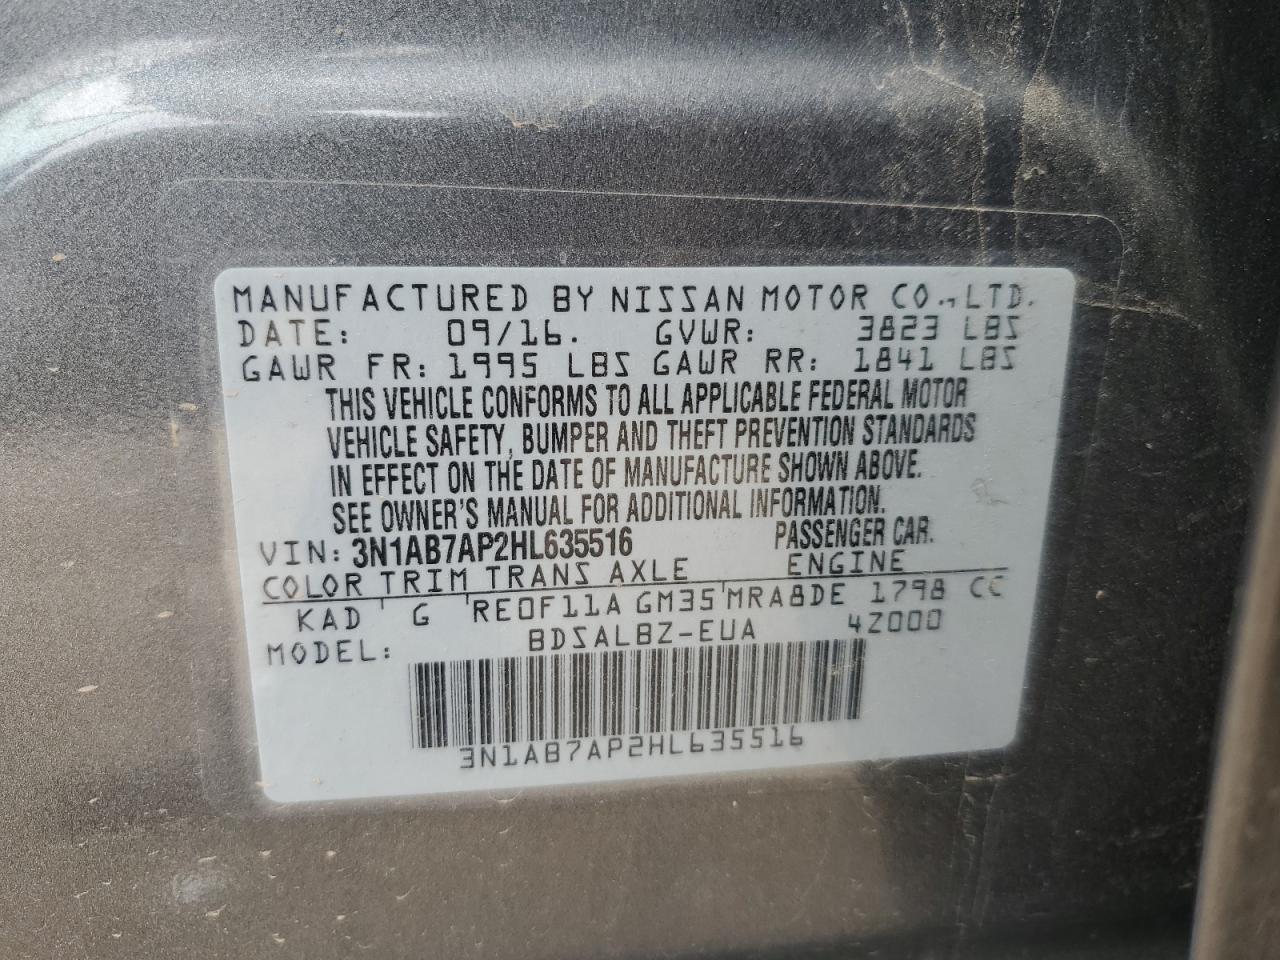 MANUFACTURED BY NISSAN MOTOR CO., LTD.
DATE: 09/16. GVWR: 3823 LBS
GAWR FR: 1995 LBS GAWR RR: 1841 LBS
THIS VEHICLE CONFORMS TO ALL APPLICABLE FEDERAL MOTOR
VEHICLE SAFETY, BUMPER AND THEFT PREVENTION STANDARDS
IN EFFECT ON THE DATE OF MANUFACTURE SHOWN ABOVE.
SEE OWNER'S MANUAL FOR ADDITIONAL INFORMATION.
VIN: 3N1AB7AP2HL635516 PASSENGER CAR.
COLOR TRIM TRANS AXLE ENGINE
KAD G RE0F11A GM35 MRA8DE 1798 CC
MODEL: BDSALBZ-EUA 4Z000
3N1AB7AP2HL635516